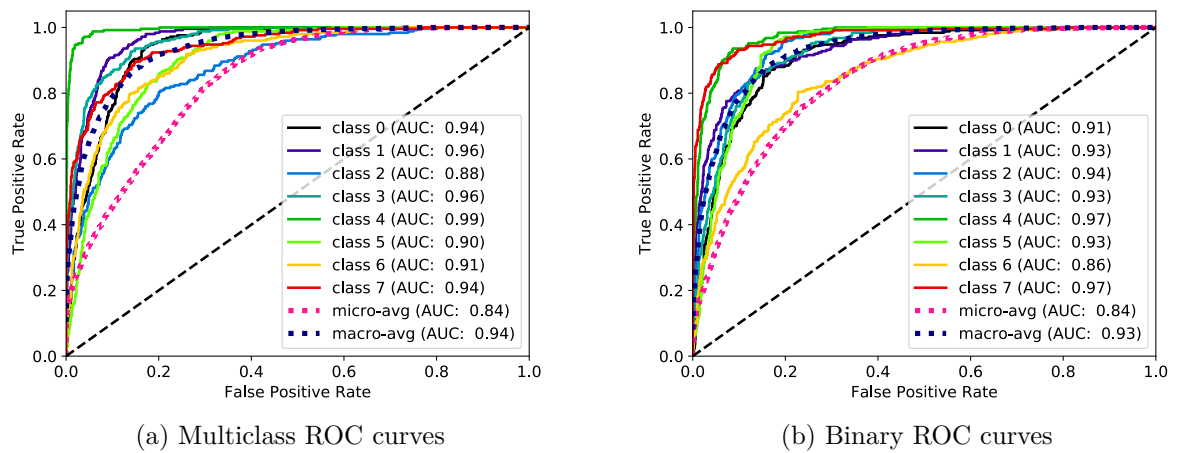 1.0
0.8
0.6
0.4
0.2
0.0
0.0 0.2 0.4 0.6 0.8 1.0
True Positive Rate
False Positive Rate
class 0 (AUC: 0.94)
class 1 (AUC: 0.96)
class 2 (AUC: 0.88)
class 3 (AUC: 0.96)
class 4 (AUC: 0.99)
class 5 (AUC: 0.90)
class 6 (AUC: 0.91)
class 7 (AUC: 0.94)
micro-avg (AUC: 0.84)
macro-avg (AUC: 0.94)
(a) Multiclass ROC curves
1.0
0.8
0.6
0.4
0.2
0.0
0.0 0.2 0.4 0.6 0.8 1.0
True Positive Rate
False Positive Rate
class 0 (AUC: 0.91)
class 1 (AUC: 0.93)
class 2 (AUC: 0.94)
class 3 (AUC: 0.93)
class 4 (AUC: 0.97)
class 5 (AUC: 0.93)
class 6 (AUC: 0.86)
class 7 (AUC: 0.97)
micro-avg (AUC: 0.84)
macro-avg (AUC: 0.93)
(b) Binary ROC curves